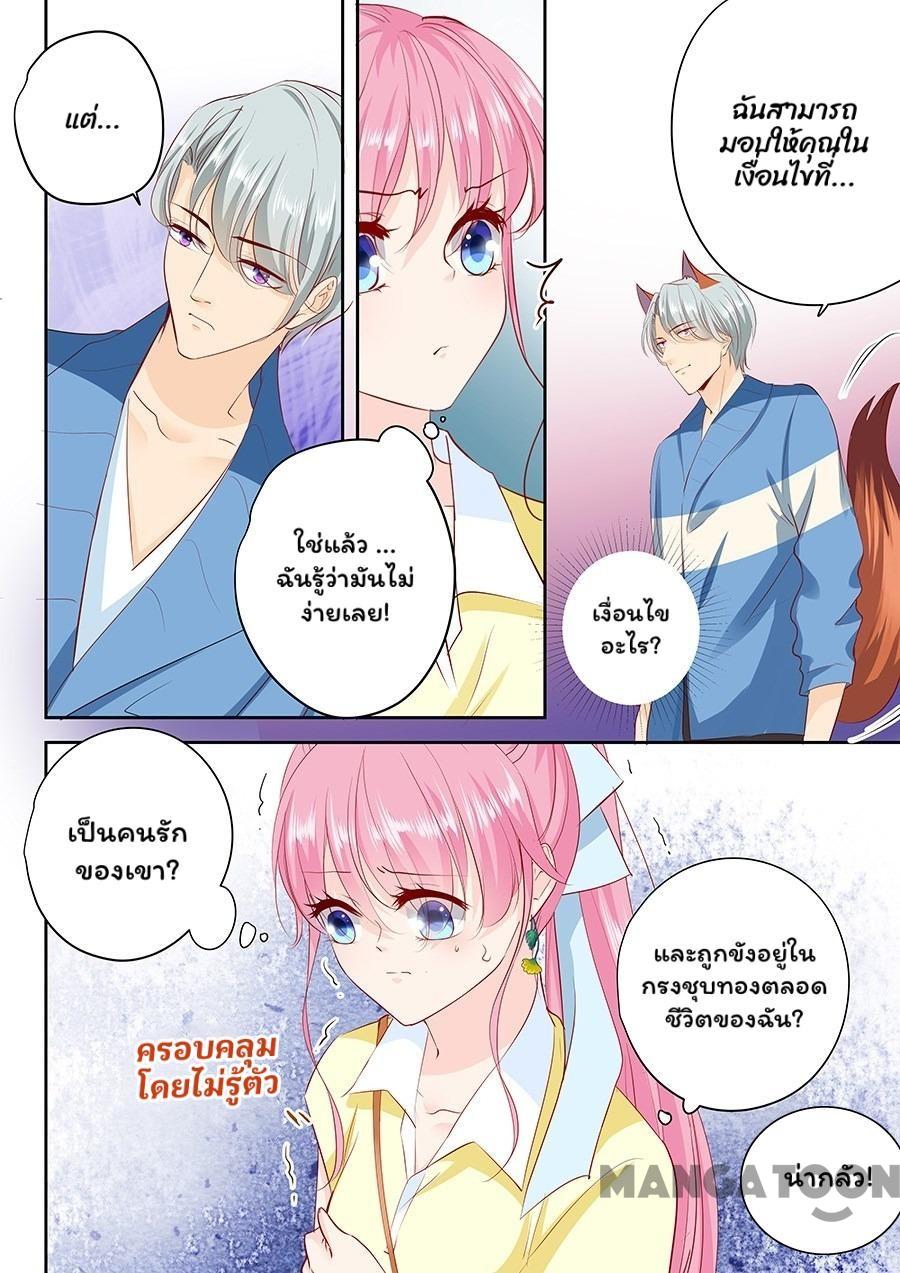 แต่...
ใช่แล้ว ...
ฉันรู้ว่ามันไม่
ง่ายเลย!
ฉันสามารถ
มอบให้คุณใน
เงื่อนไขที่...
เงื่อนไข
อะไร?
เป็นคนรัก
ของเขา?
ครอบคลุม
โดยไม่รู้ตัว
และถูกขังอยู่ใน
กรงชุบทองตลอด
ชีวิตของฉัน?
น่ากลัว!
MANGATOON